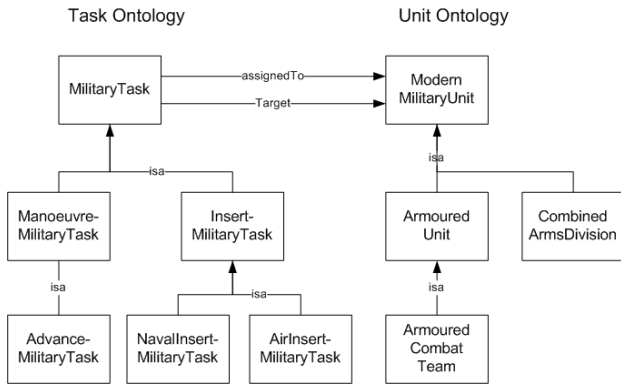 Task Ontology
Unit Ontology
MilitaryTask
assignedTo
Target
Modern
MilitaryUnit
isa
isa
Manoeuvre-
MilitaryTask
Insert-
MilitaryTask
Armoured
Unit
Combined
ArmsDivision
isa
isa
isa
Advance-
MilitaryTask
NavalInsert-
MilitaryTask
AirInsert-
MilitaryTask
Armoured
Combat
Team